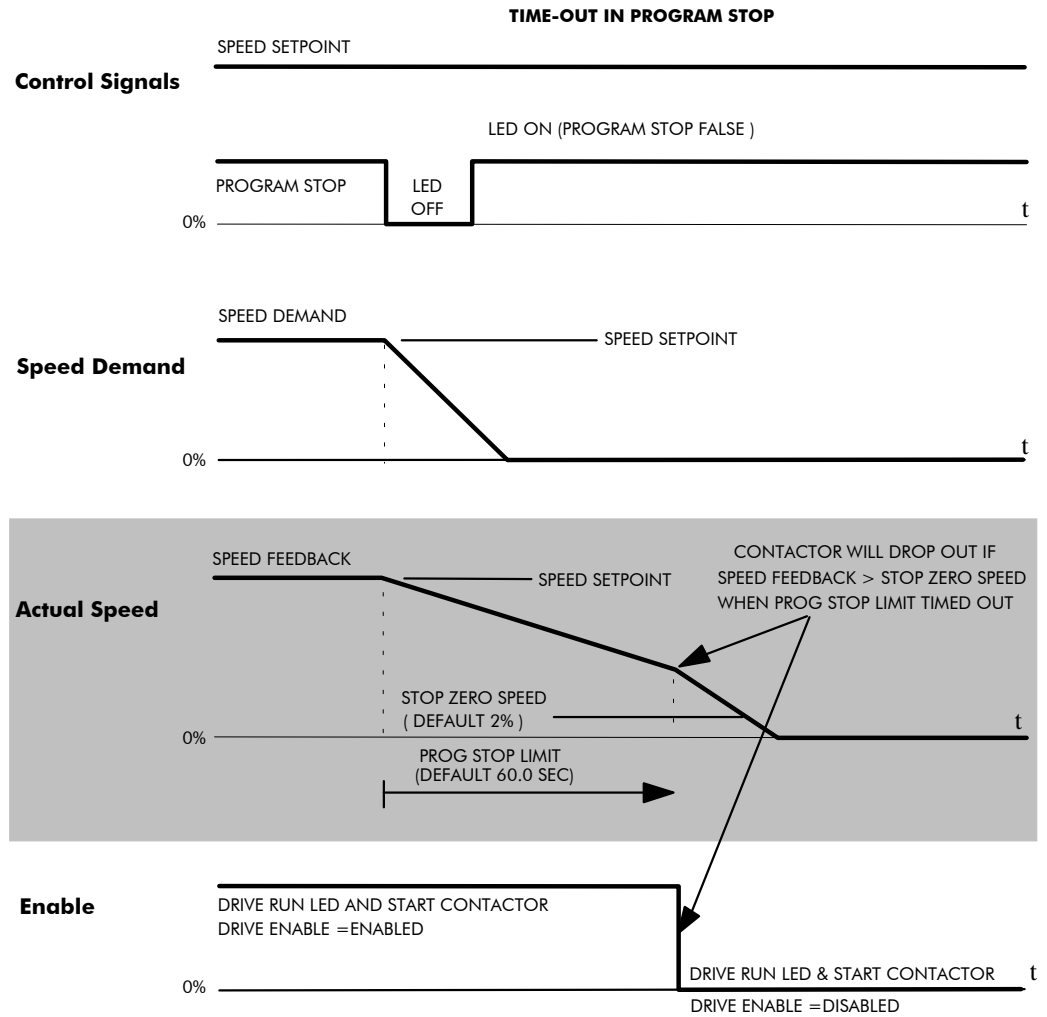 TIME-OUT IN PROGRAM STOP
SPEED SETPOINT
Control Signals
LED ON (PROGRAM STOP FALSE )
PROGRAM STOP
LED
OFF
0%
t
SPEED DEMAND
SPEED SETPOINT
Speed Demand
0%
t
SPEED FEEDBACK
SPEED SETPOINT
CONTACTOR WILL DROP OUT IF
SPEED FEEDBACK > STOP ZERO SPEED
WHEN PROG STOP LIMIT TIMED OUT
Actual Speed
STOP ZERO SPEED
( DEFAULT 2% )
0%
t
PROG STOP LIMIT
(DEFAULT 60.0 SEC)
Enable
DRIVE RUN LED AND START CONTACTOR
DRIVE ENABLE =ENABLED
0%
DRIVE RUN LED & START CONTACTOR
t
DRIVE ENABLE =DISABLED